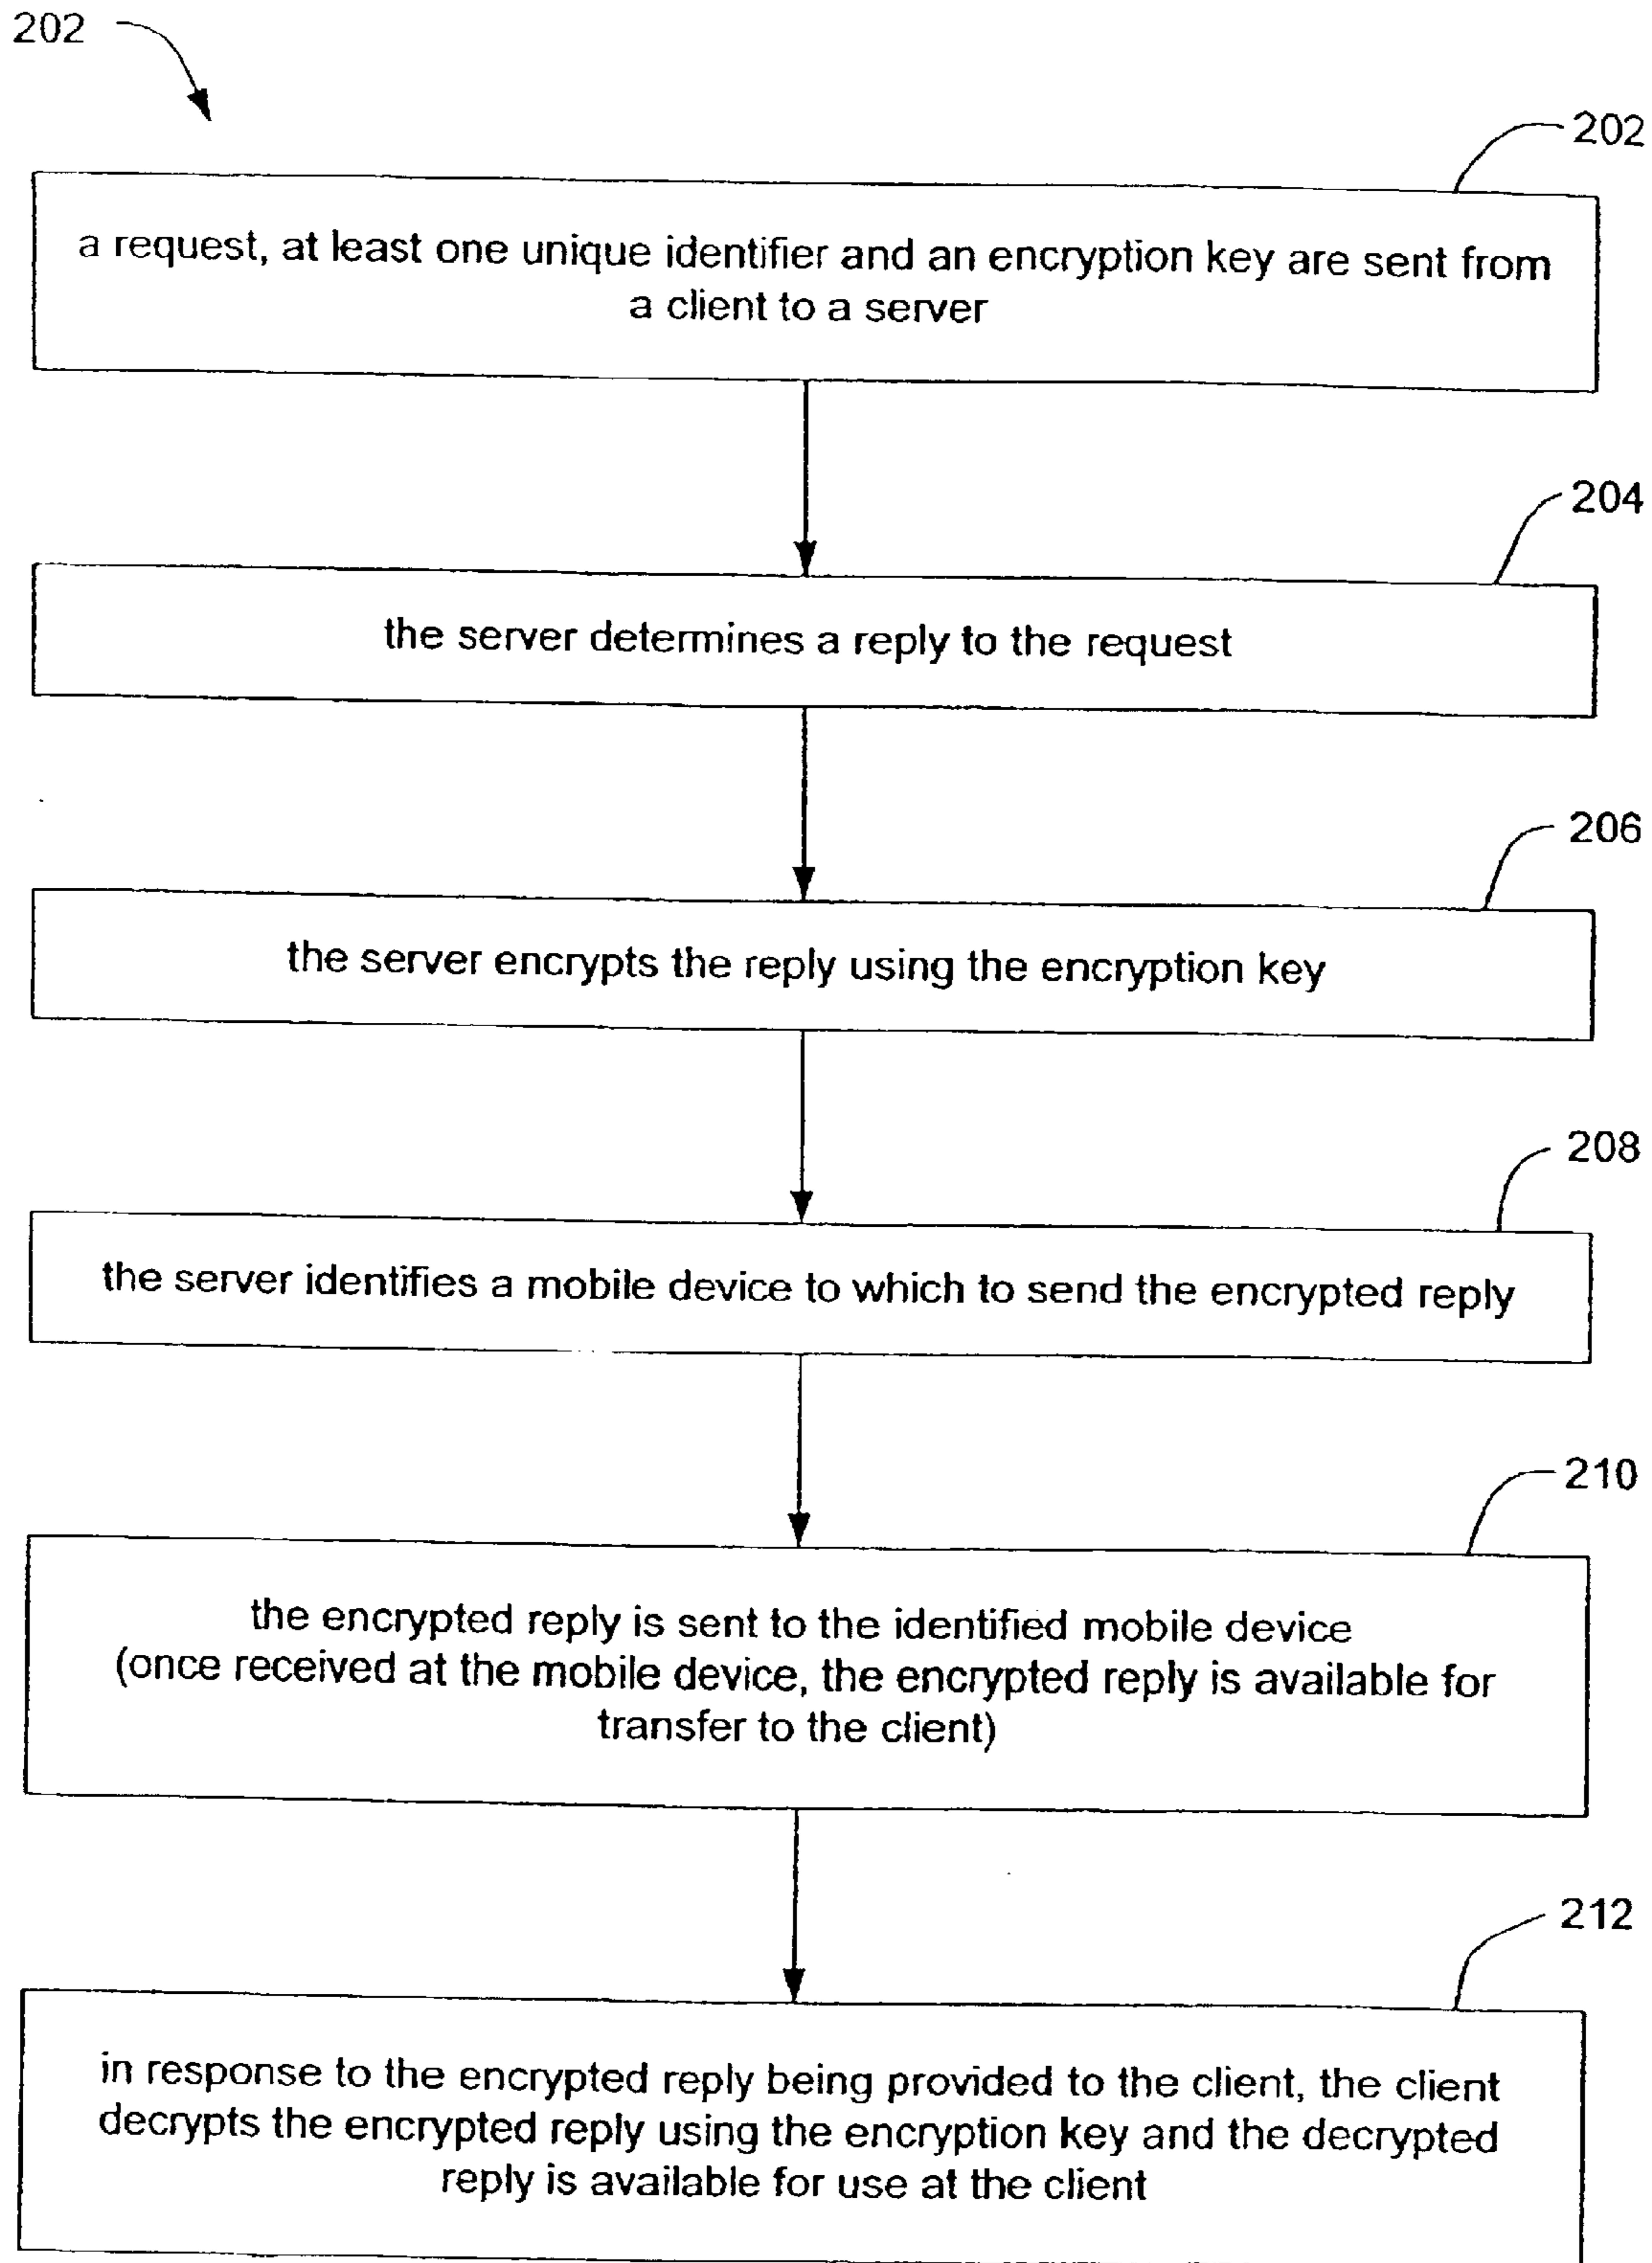 202
202
a request, at least one unique identifier and an encryption key are sent from
a client to a server
204
the server determines a reply to the request
206
the server encrypts the reply using the encryption key
208
the server identifies a mobile device to which to send the encrypted reply
210
the encrypted reply is sent to the identified mobile device
(once received at the mobile device, the encrypted reply is available for
transfer to the client)
212
in response to the encrypted reply being provided to the client, the client
decrypts the encrypted reply using the encryption key and the decrypted
reply is available for use at the client